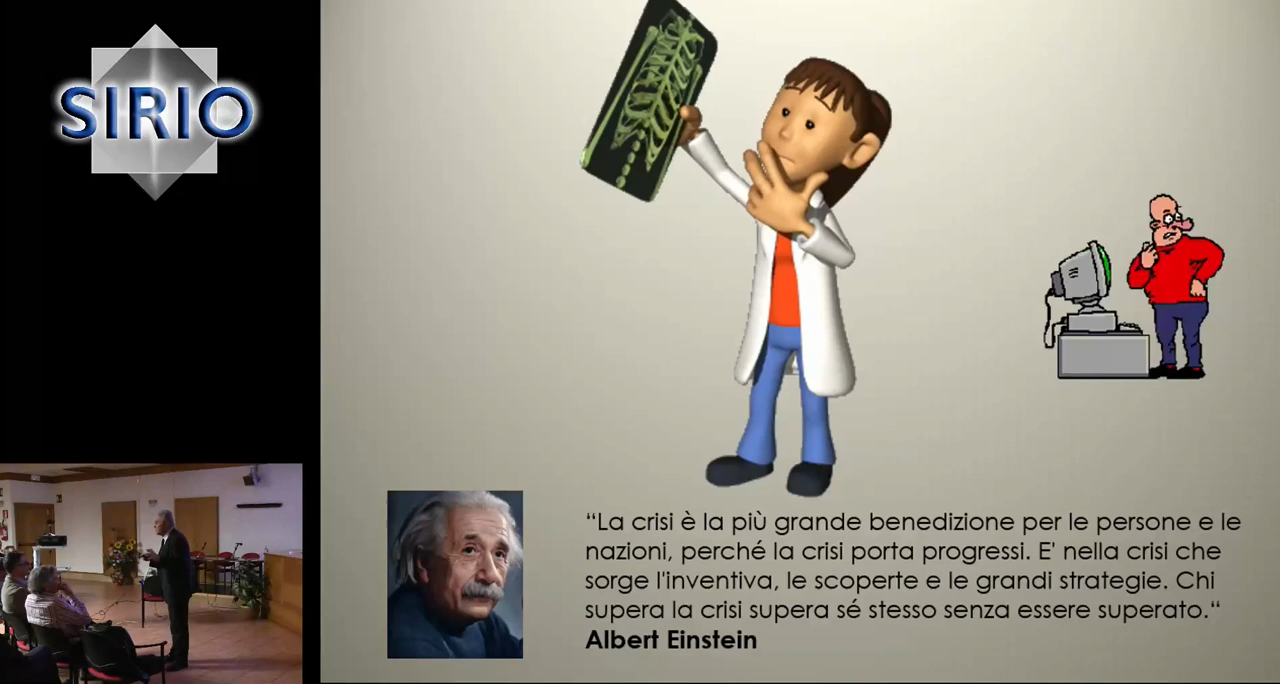 SIRIO
“La crisi è la più grande benedizione per le persone e le
nazioni, perché la crisi porta progressi. E' nella crisi che
sorge l'inventiva, le scoperte e le grandi strategie. Chi
supera la crisi supera sé stesso senza essere superato.“
Albert Einstein